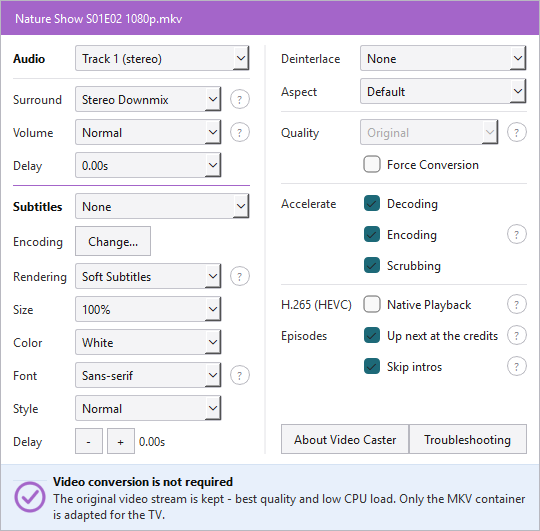 Nature Show S01E02 1080p.mkv
Audio Track 1 (stereo)
Surround Stereo Downmix ?
Volume Normal ?
Delay 0.00s
Subtitles None
Encoding Change...
Rendering Soft Subtitles ?
Size 100%
Color White
Font Sans-serif ?
Style Normal
Delay - + 0.00s
Deinterlace None
Aspect Default
Quality Original ?
Force Conversion
Accelerate Decoding
Encoding ?
Scrubbing
H.265 (HEVC) Native Playback ?
Episodes Up next at the credits ?
Skip intros ?
About Video Caster Troubleshooting
Video conversion is not required
The original video stream is kept - best quality and low CPU load. Only the MKV container
is adapted for the TV.